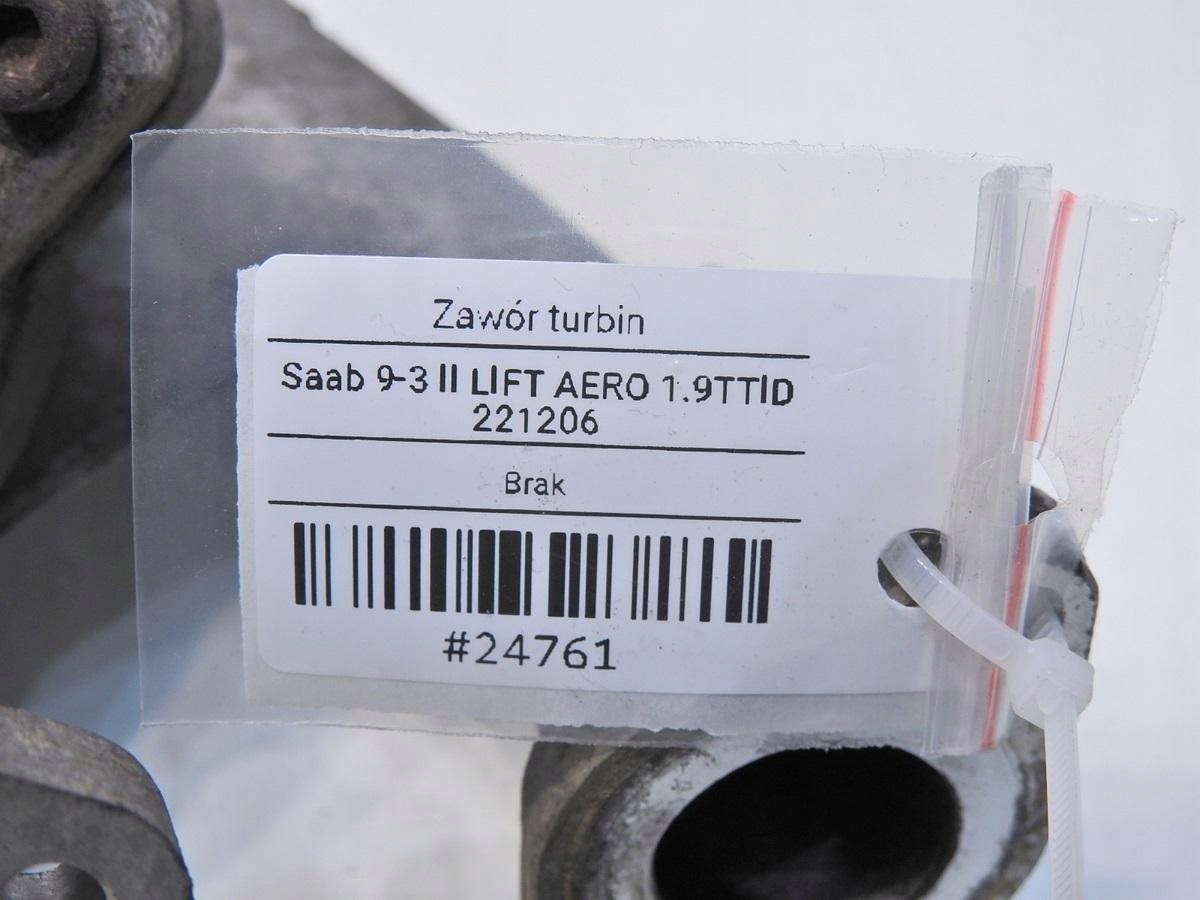 Zawór turbin
Saab 9-3 II LIFT AERO 1.9TTID
221206
Brak
#24761